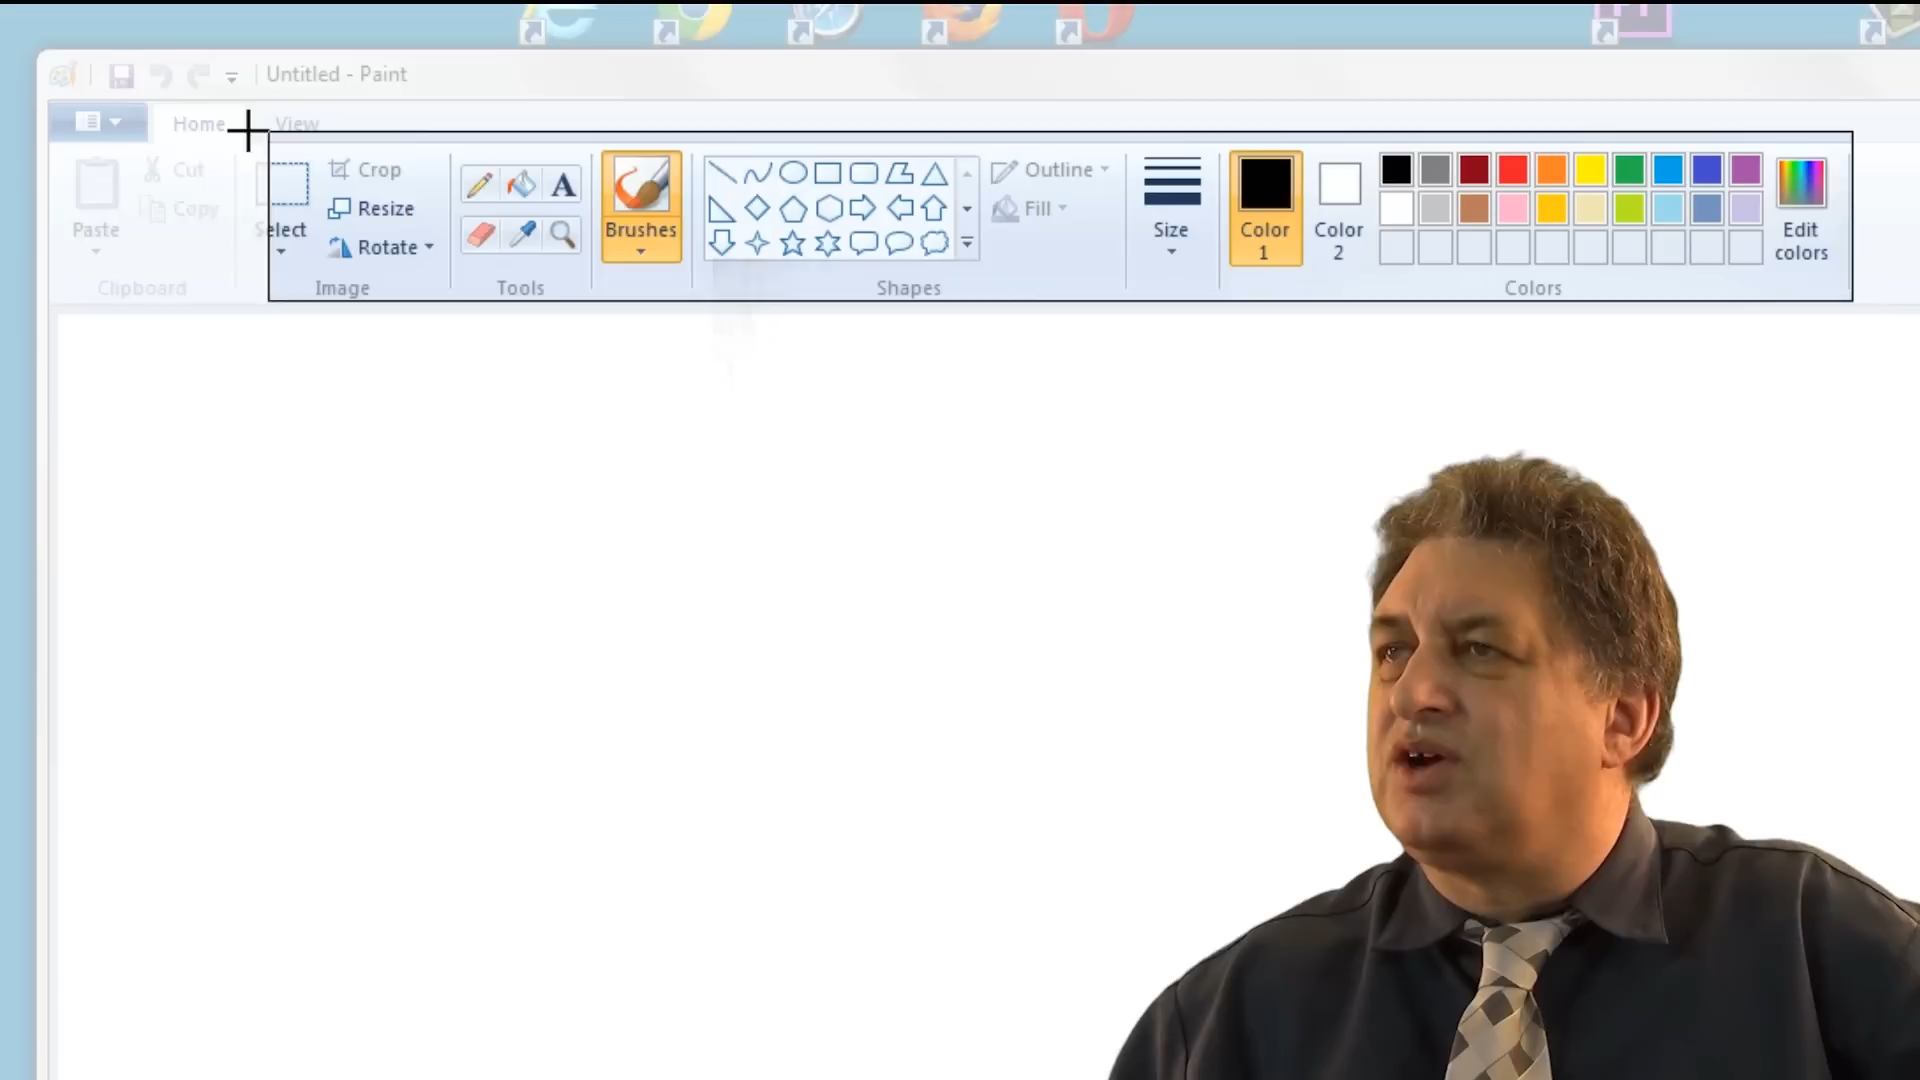 Untitled - Paint
Home View
Cut
Copy
Paste
Clipboard
Select
Crop
Resize
Rotate
Image
A
Tools
Brushes
Outline
Fill
Shapes
Size
Color
1
Color
2
Edit
colors
Colors